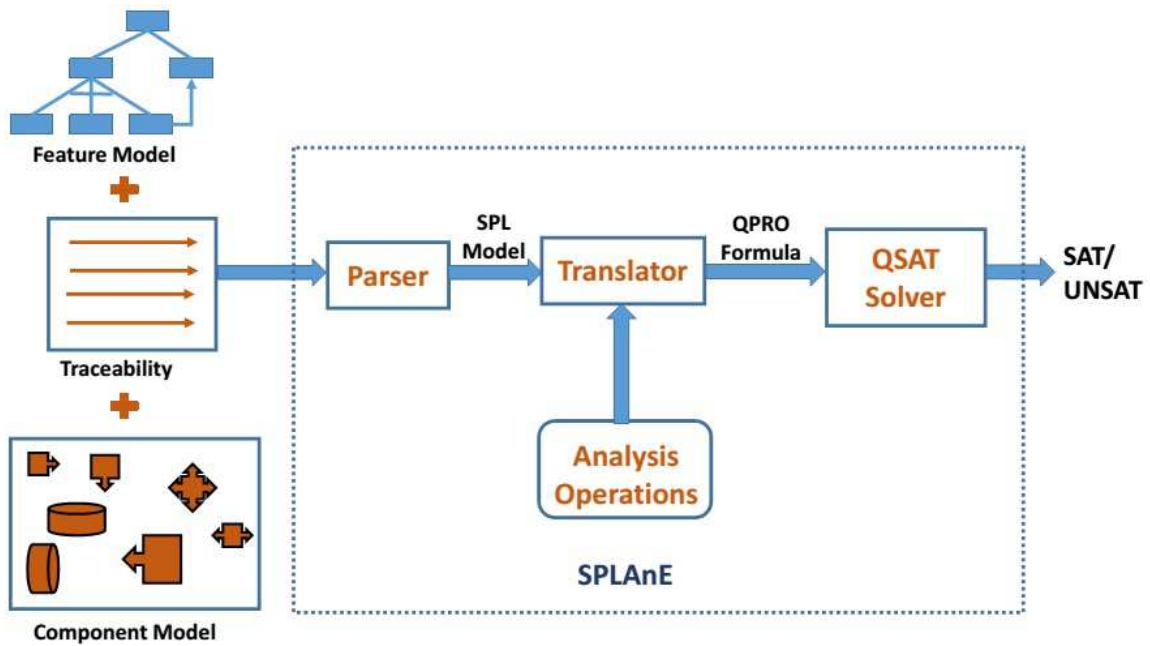 Feature Model
Traceability
Component Model
Parser
SPL
Model
Translator
QPRO
Formula
QSAT
Solver
SAT/
UNSAT
Analysis
Operations
SPLAnE